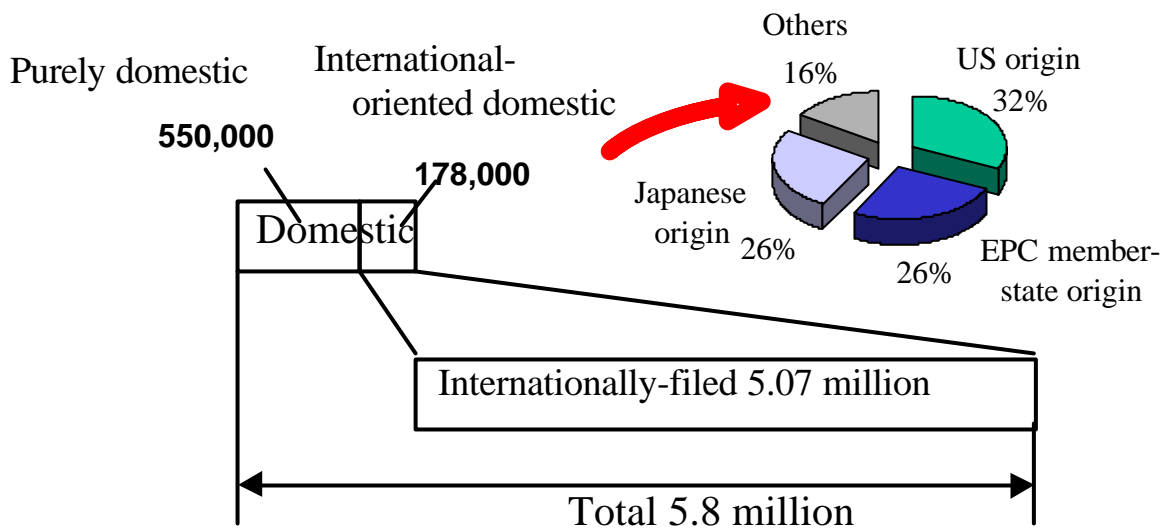 Purely domestic
550,000
International-
oriented domestic
178,000
Others
16%
US origin
32%
Japanese
origin
26%
26%
EPC member-
state origin
Domestic
Internationally-filed 5.07 million
Total 5.8 million